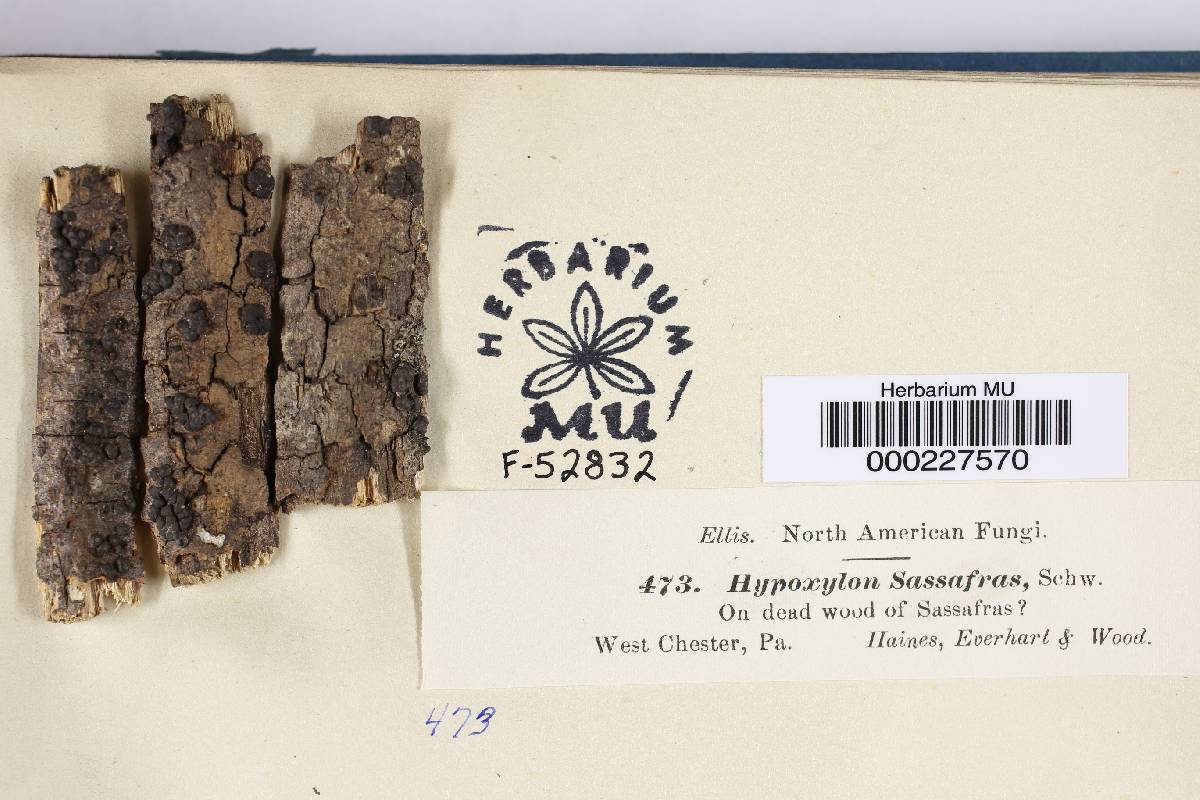 HERBARIUM
MU
F-52832
Herbarium MU
000227570
Ellis. North American Fungi.
473. Hypoxylon Sassafras, Schw.
On dead wood of Sassafras?
West Chester, Pa. Haines, Everhart & Wood.
473